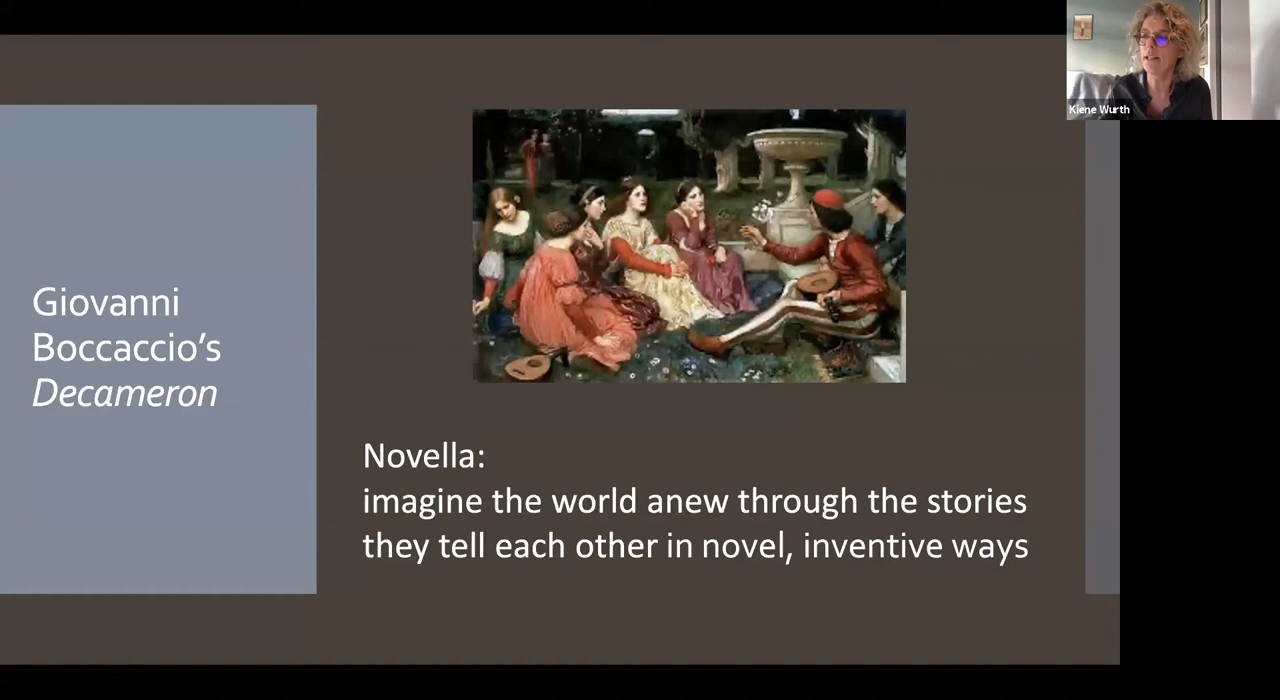 Kiene Wurth
Giovanni
Boccaccio’s
Decameron
Novella:
imagine the world anew through the stories
they tell each other in novel, inventive ways